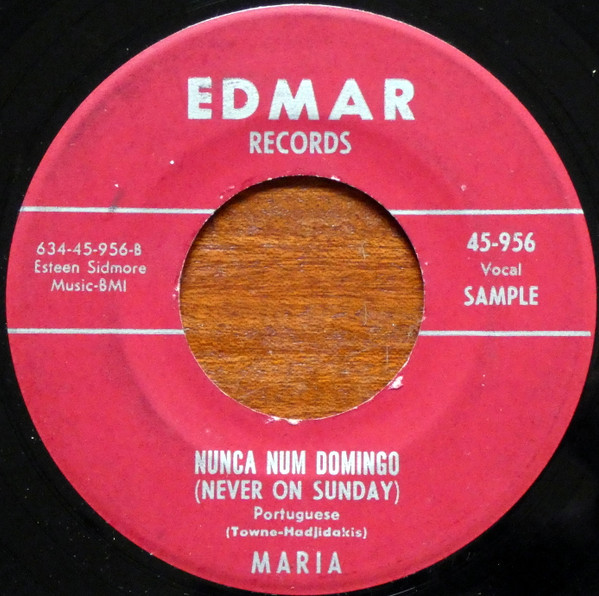 EDMAR
RECORDS
634-45-956-B
Esteen Sidmore
Music-BMI
45-956
Vocal
SAMPLE
NUNCA NUM DOMINGO
(NEVER ON SUNDAY)
Portuguese
(Towne-Hadjidakis)
MARIA